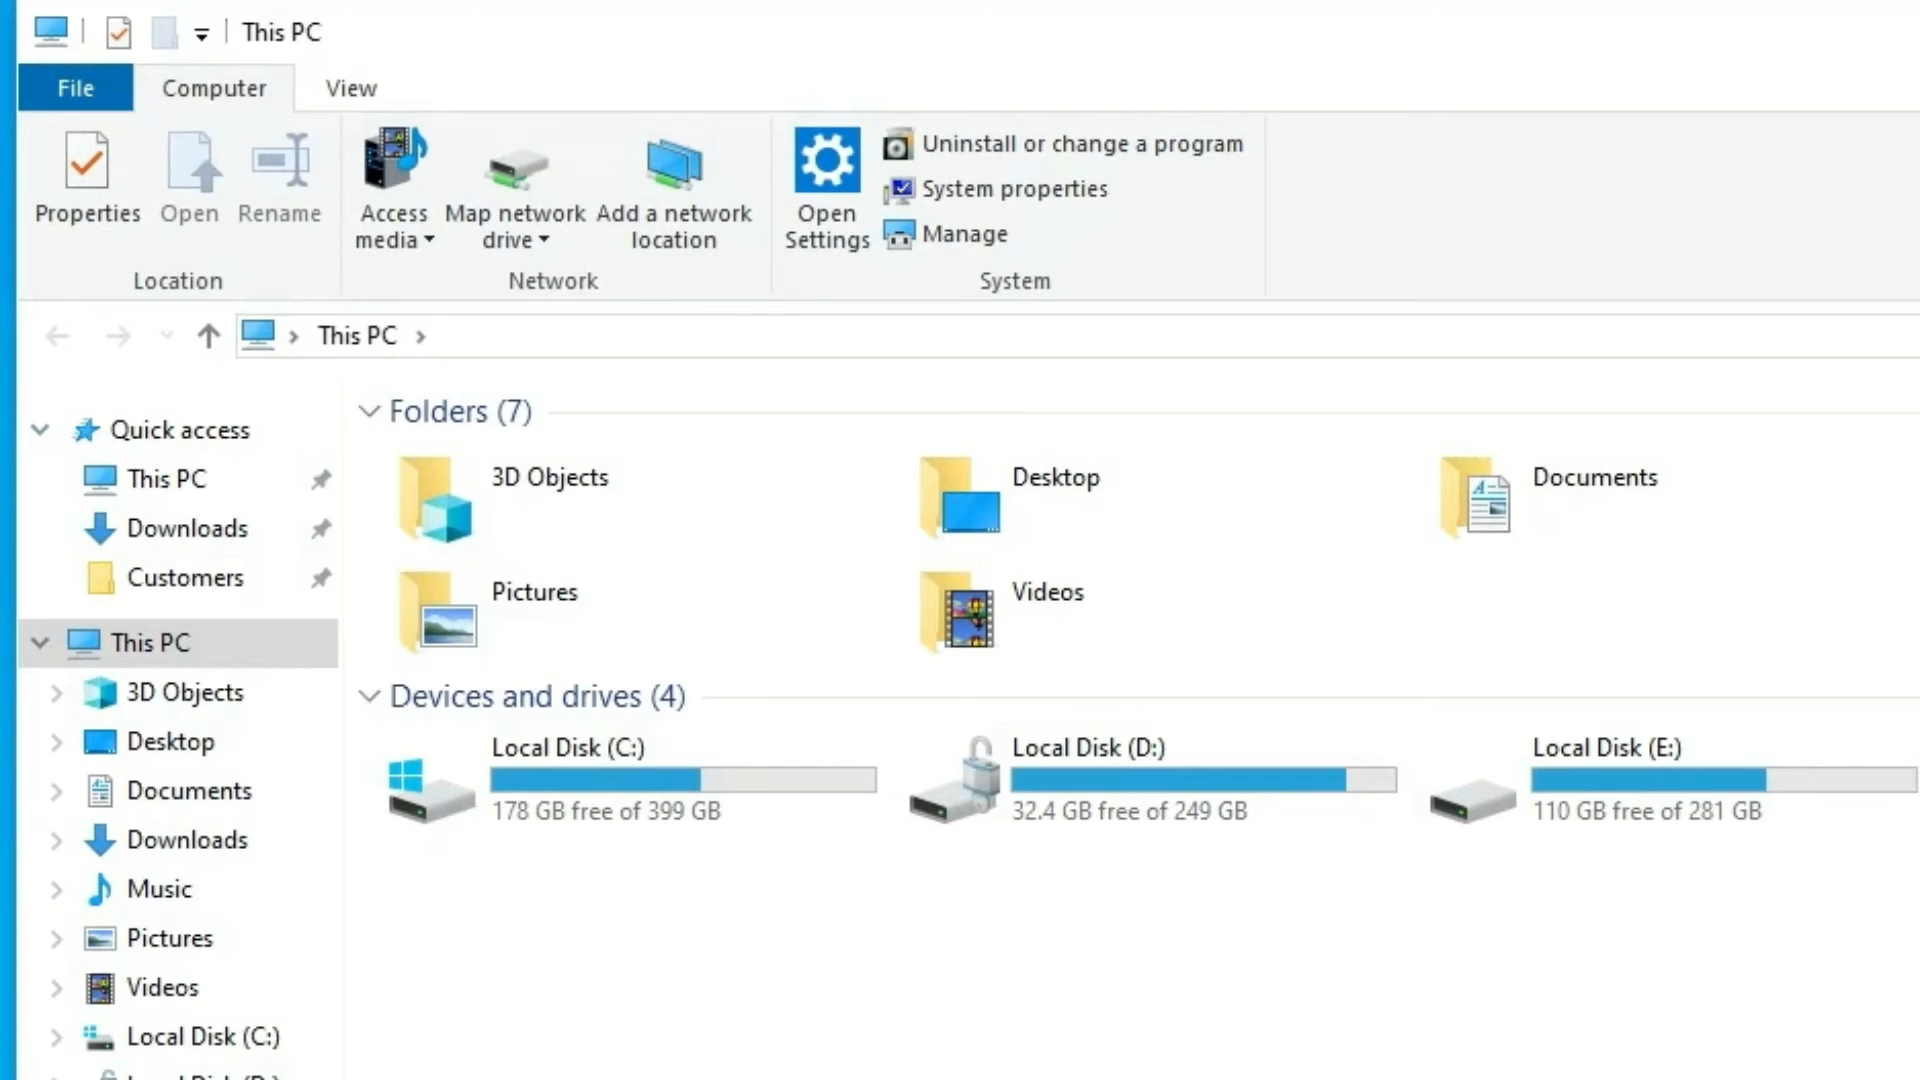 This PC
File Computer View
Properties Open Rename Access media Map network drive Add a network location Open Settings
Uninstall or change a program
System properties
Manage
Location Network System
This PC
Quick access
This PC
Downloads
Customers
This PC
3D Objects
Desktop
Documents
Downloads
Music
Pictures
Videos
Local Disk (C:)
Folders (7)
3D Objects Desktop Documents
Pictures Videos
Devices and drives (4)
Local Disk (C:) Local Disk (D:) Local Disk (E:)
178 GB free of 399 GB 32.4 GB free of 249 GB 110 GB free of 281 GB